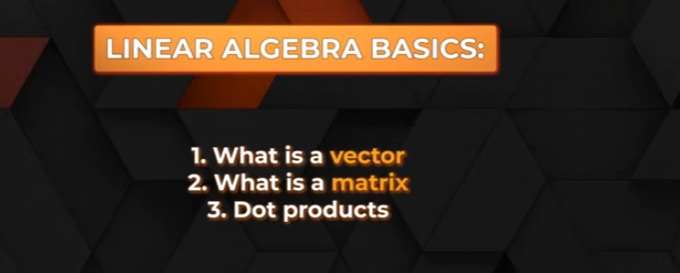 LINEAR ALGEBRA BASICS:
1. What is a vector
2. What is a matrix
3. Dot products